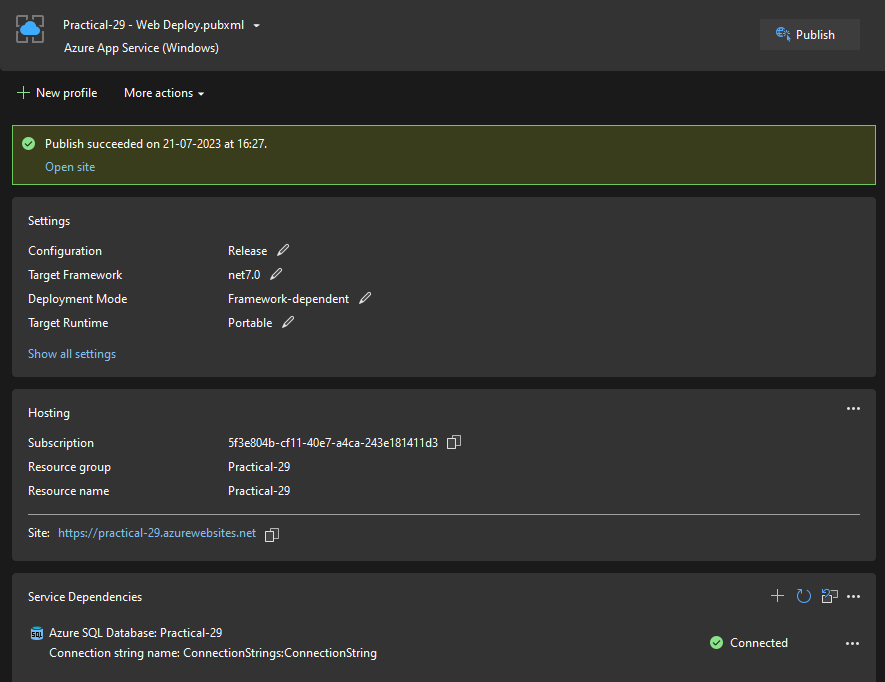 Practical-29 - Web Deploy.pubxml
Azure App Service (Windows)
Publish
New profile
More actions
Publish succeeded on 21-07-2023 at 16:27.
Open site
Settings
Configuration Release
Target Framework net7.0
Deployment Mode Framework-dependent
Target Runtime Portable
Show all settings
Hosting
Subscription 5f3e804b-cf11-40e7-a4ca-243e181411d3
Resource group Practical-29
Resource name Practical-29
Site: https://practical-29.azurewebsites.net
Service Dependencies
SQL Azure SQL Database: Practical-29
Connection string name: ConnectionStrings:ConnectionString
Connected